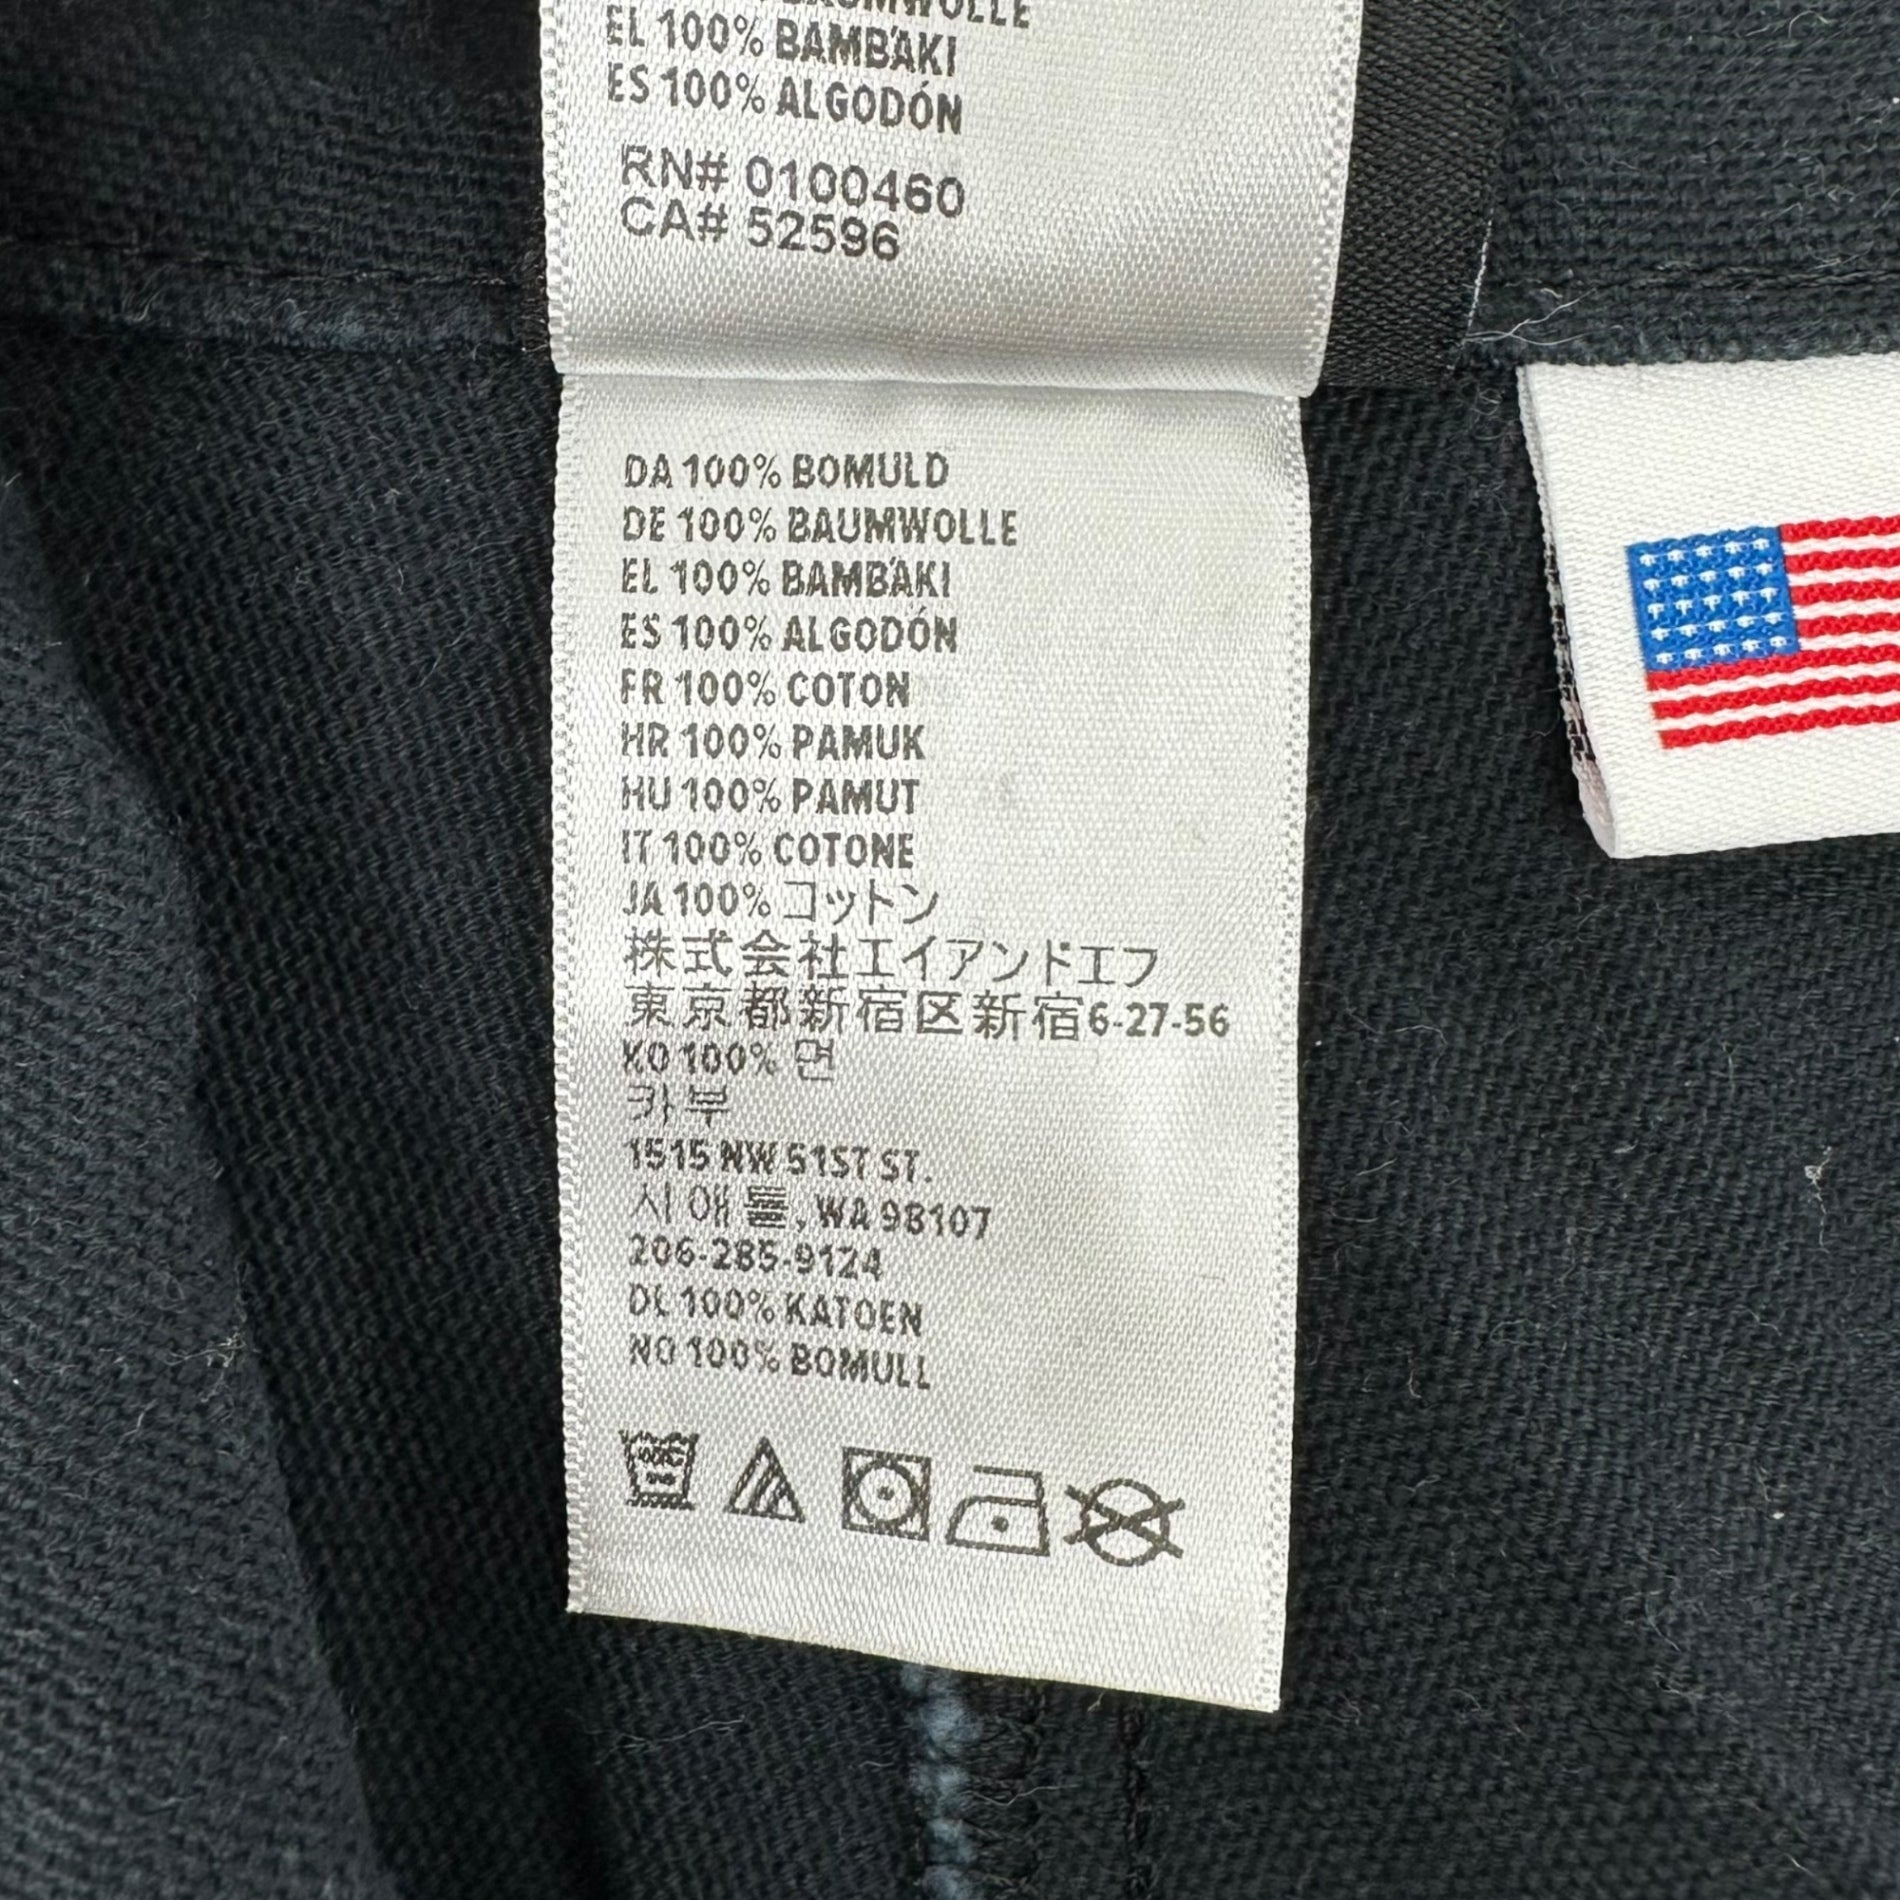 BAUMWOLLE
EL 100% BAMBΆKI
ES 100% ALGODÓN
RN# 0100460
CA# 52596
DA 100% BOMULD
DE 100% BAUMWOLLE
EL 100% BAMBΆKI
ES 100% ALGODÓN
FR 100% COTON
HR 100% PAMUK
HU 100% PAMUT
IT 100% COTONE
JA 100% コットン
株式会社エイアンドエフ
東京都新宿区新宿6-27-56
KO 100% 면
카부
1515 NW 51ST ST.
시애틀, WA 98107
206-285-9124
DL 100% KATOEN
NO 100% BOMULL